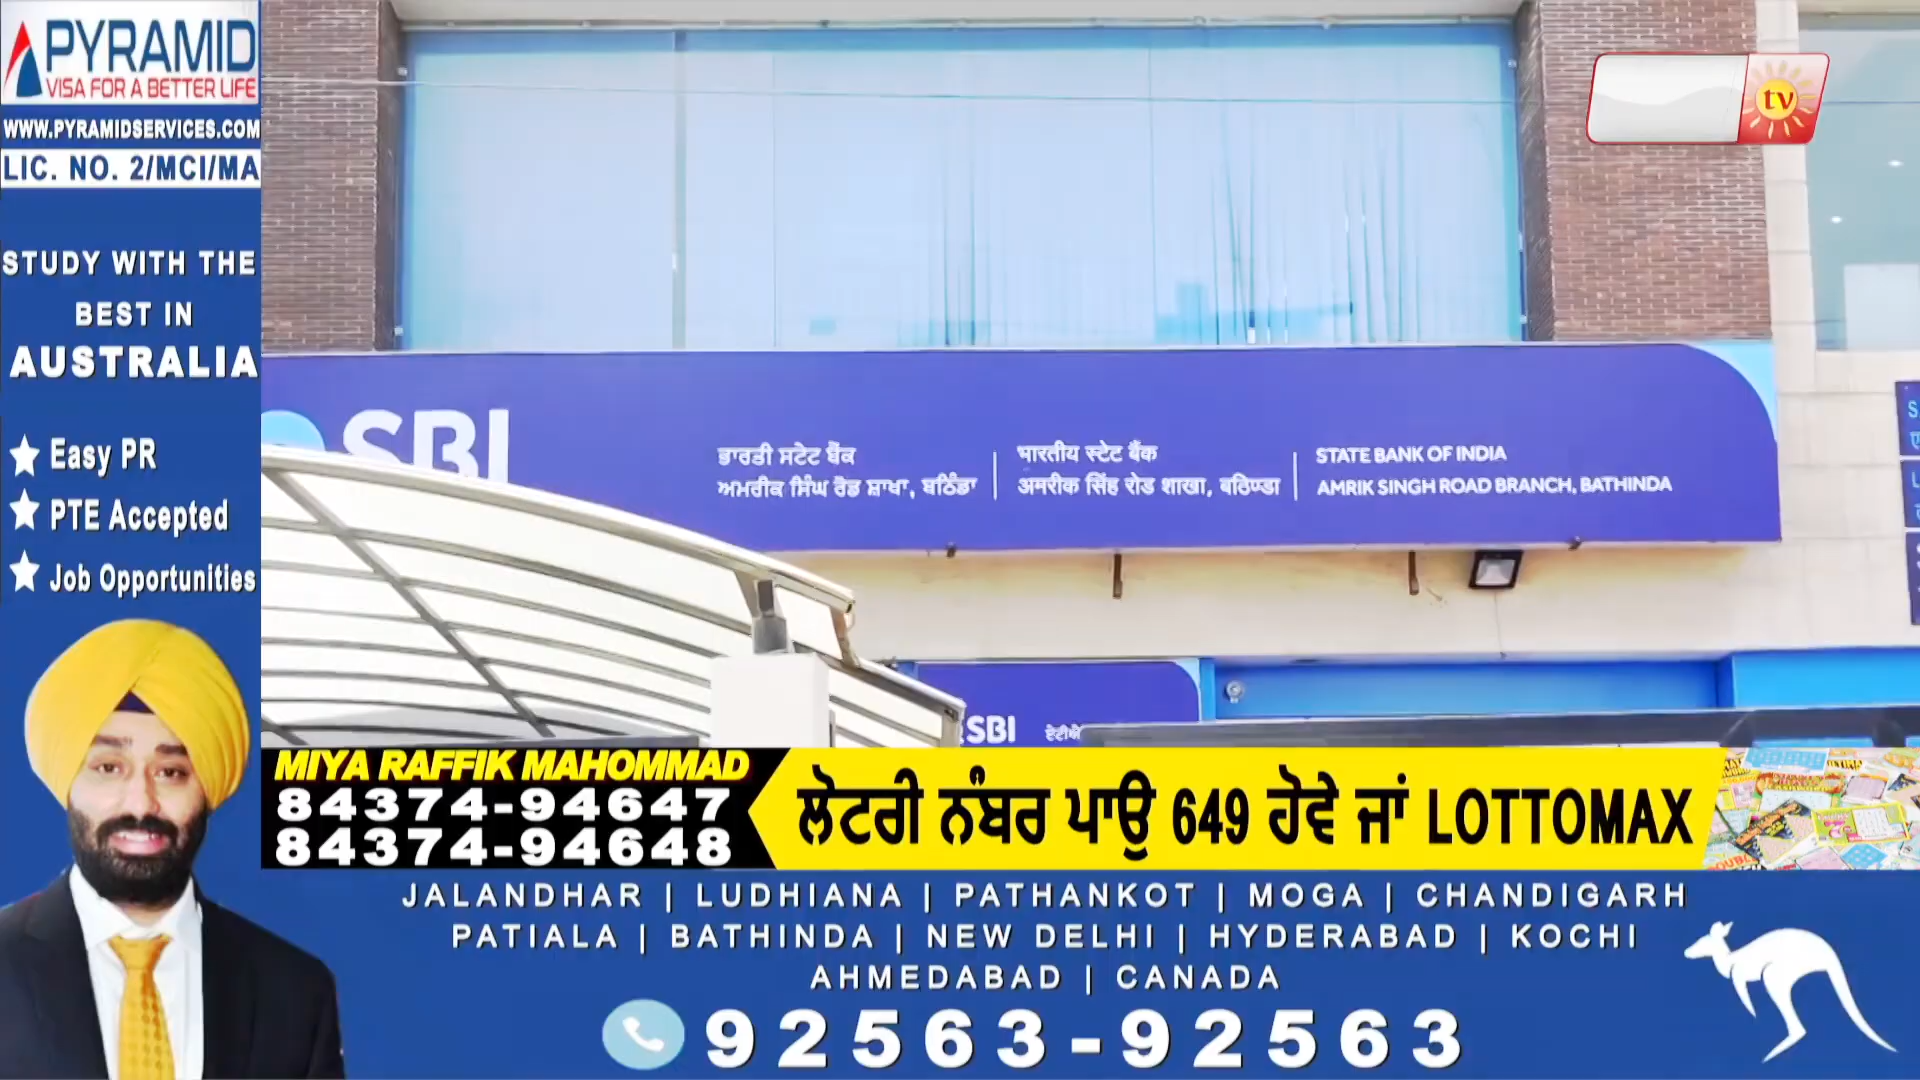 PYRAMID
VISA FOR A BETTER LIFE
WWW.PYRAMIDSERVICES.COM
LIC. NO. 2/MCI/MA
STUDY WITH THE
BEST IN
AUSTRALIA
Easy PR
PTE Accepted
Job Opportunities
tv
SBI
ਭਾਰਤੀ ਸਟੇਟ ਬੈਂਕ
ਅਮਰੀਕ ਸਿੰਘ ਰੋਡ ਸ਼ਾਖਾ, ਬਠਿੰਡਾ
भारतीय स्टेट बैंक
अमरीक सिंह रोड शाखा, बठिण्डा
STATE BANK OF INDIA
AMRIK SINGH ROAD BRANCH, BATHINDA
SBI
MIYA RAFFIK MAHOMMAD
84374-94647
84374-94648
ਲੋਟਰੀ ਨੰਬਰ ਪਾਉ 649 ਹੋਵੇ ਜਾਂ LOTTOMAX
JALANDHAR | LUDHIANA | PATHANKOT | MOGA | CHANDIGARH
PATIALA | BATHINDA | NEW DELHI | HYDERABAD | KOCHI
AHMEDABAD | CANADA
92563-92563